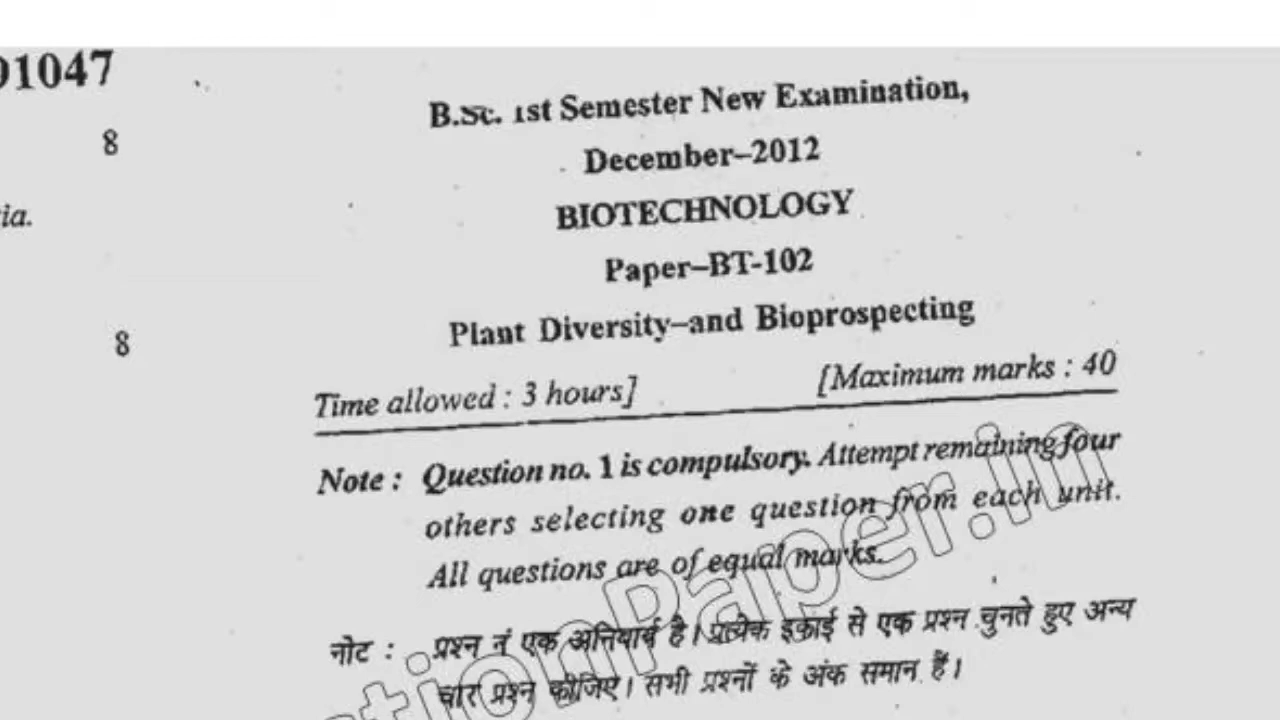 01047
8
ia.
8
B.Sc. 1st Semester New Examination,
December–2012
BIOTECHNOLOGY
Paper–BT-102
Plant Diversity–and Bioprospecting
Time allowed : 3 hours] [Maximum marks : 40
Note : Question no. 1 is compulsory. Attempt remaining four
others selecting one question from each unit.
All questions are of equal marks.
नोट : प्रश्न नं एक अनिवार्य है। प्रत्येक इकाई से एक प्रश्न चुनते हुए अन्य
चार प्रश्न कीजिए। सभी प्रश्नों के अंक समान हैं।
tionPaper.in